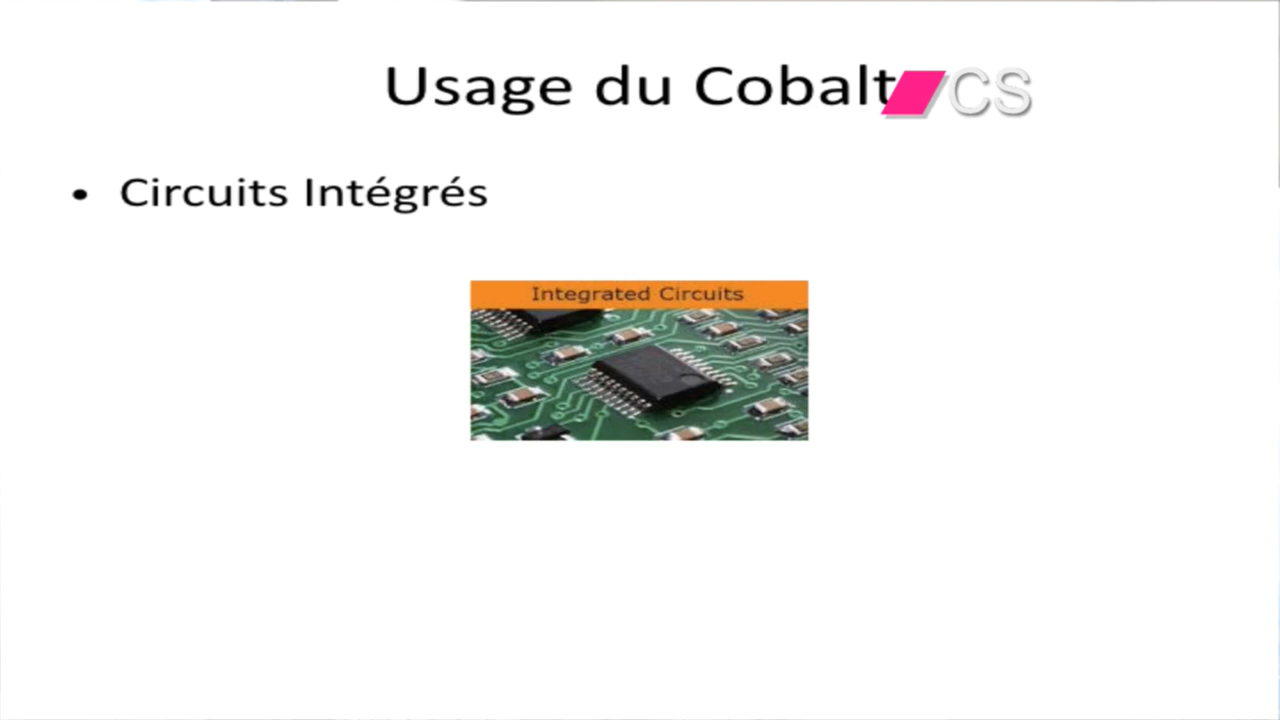 Usage du Cobalt
CS
• Circuits Intégrés
Integrated Circuits